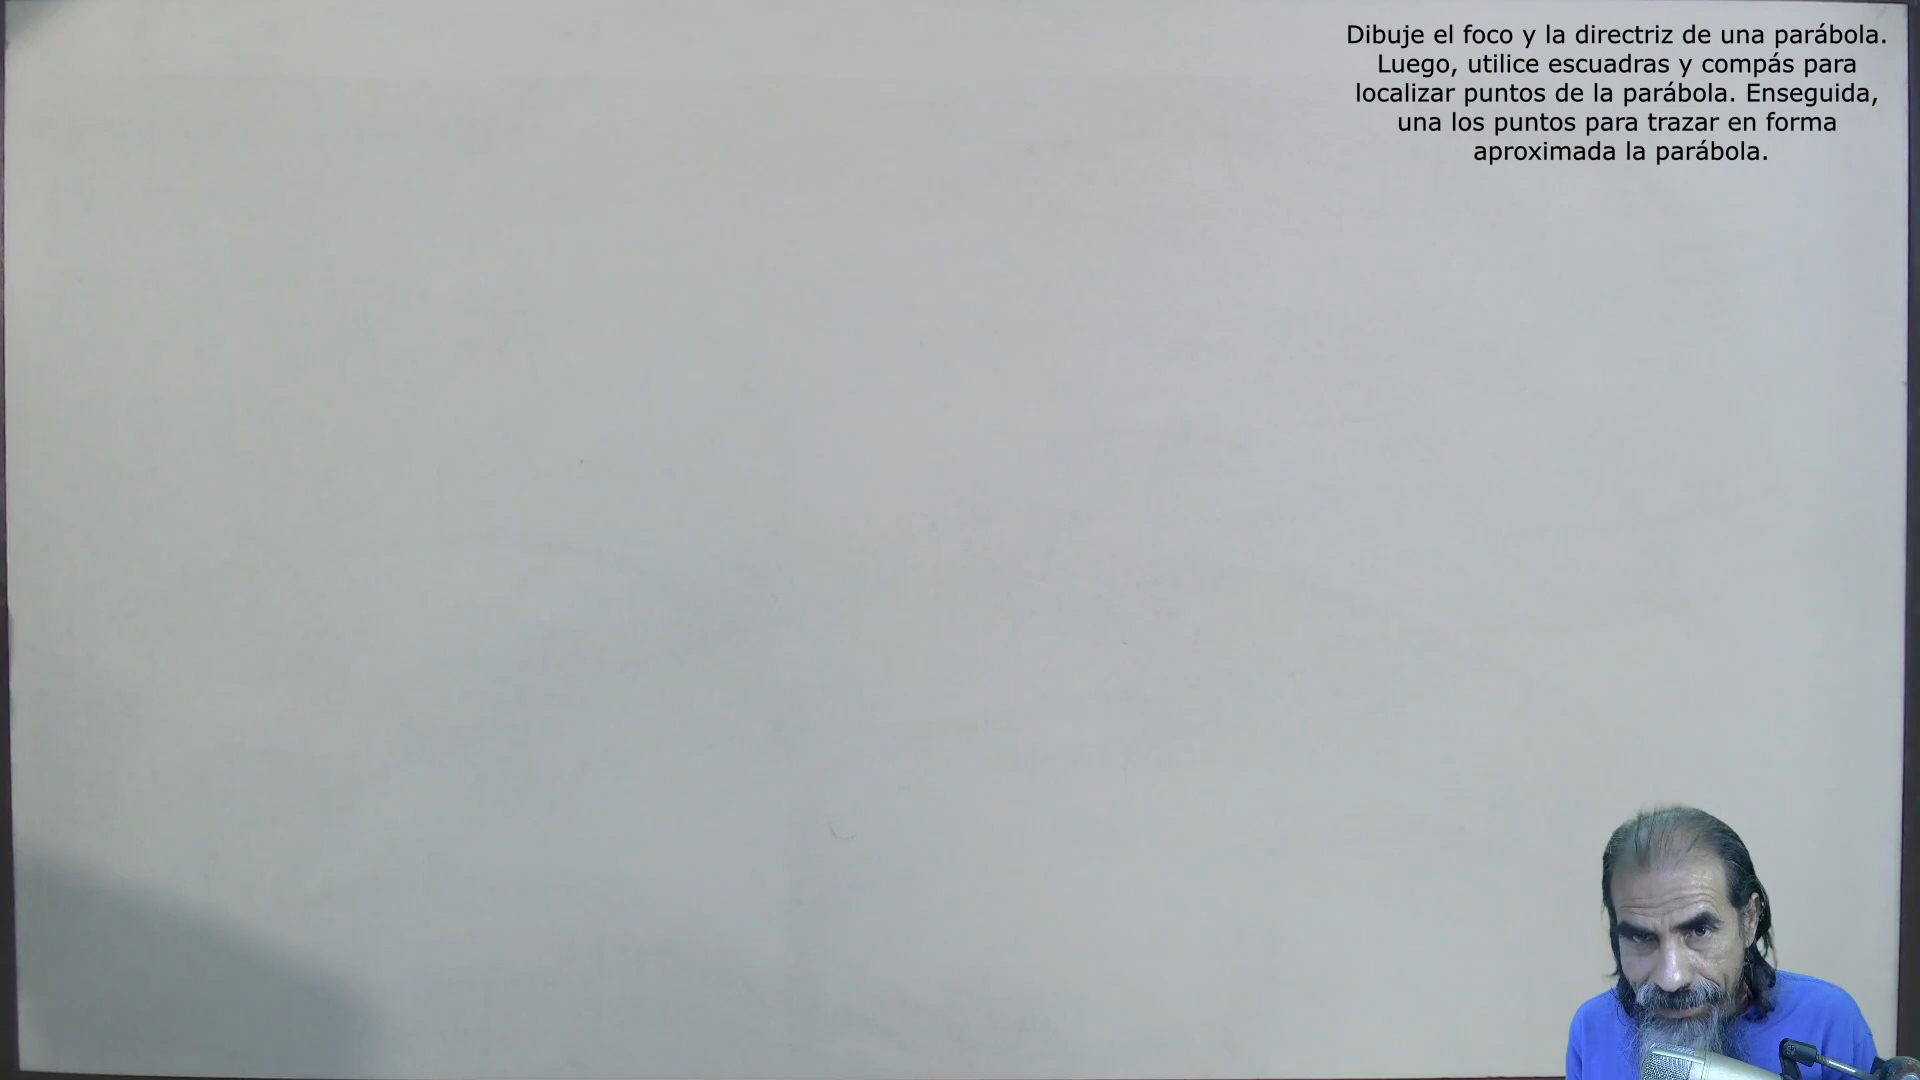 Dibuje el foco y la directriz de una parábola.
Luego, utilice escuadras y compás para
localizar puntos de la parábola. Enseguida,
una los puntos para trazar en forma
aproximada la parábola.